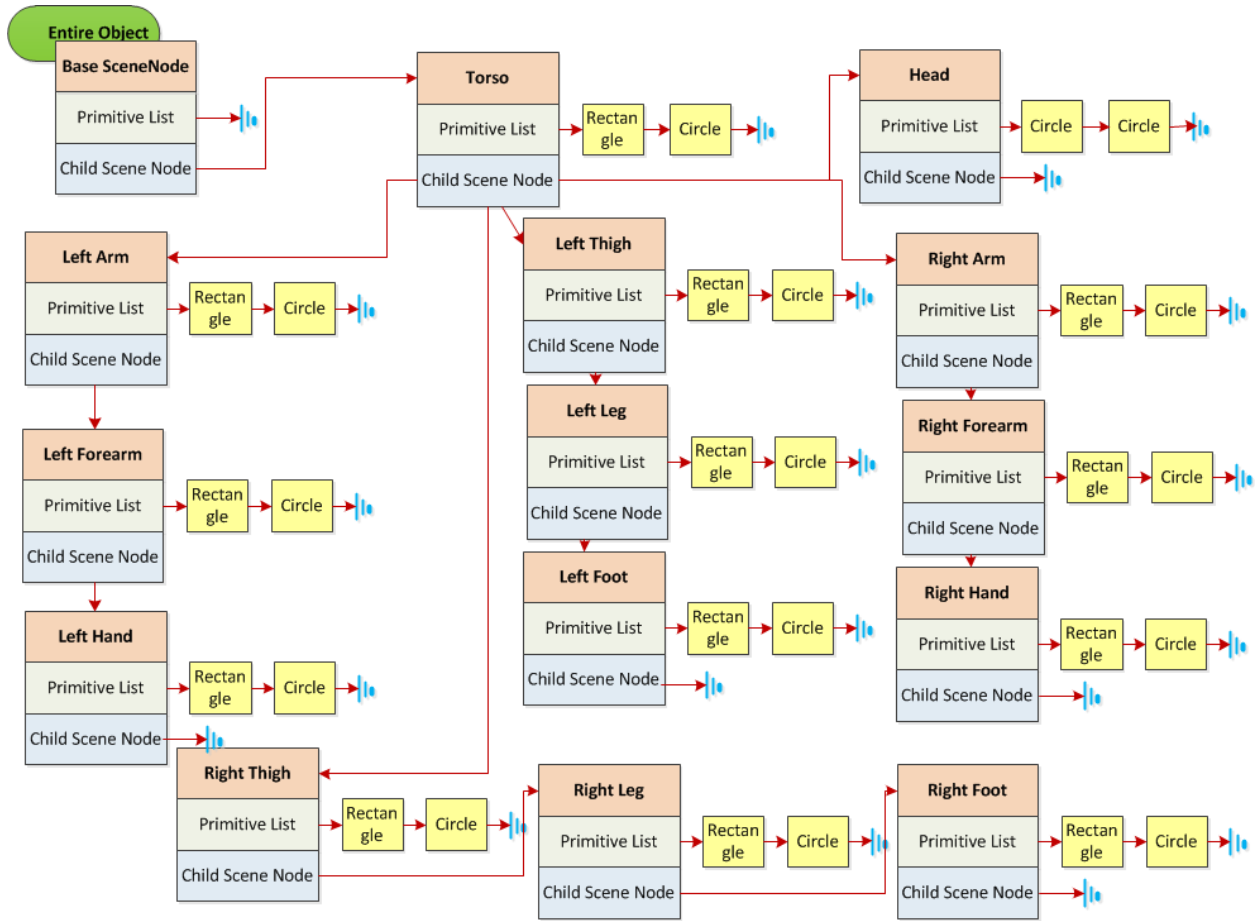 Entire Object
Base SceneNode
Primitive List
Child Scene Node
Torso
Primitive List
Rectan
gle
Circle
Child Scene Node
Head
Primitive List
Circle
Circle
Child Scene Node
Left Arm
Primitive List
Rectan
gle
Circle
Child Scene Node
Left Thigh
Primitive List
Rectan
gle
Circle
Child Scene Node
Right Arm
Primitive List
Rectan
gle
Circle
Child Scene Node
Left Forearm
Primitive List
Rectan
gle
Circle
Child Scene Node
Left Leg
Primitive List
Rectan
gle
Circle
Child Scene Node
Right Forearm
Primitive List
Rectan
gle
Circle
Child Scene Node
Left Hand
Primitive List
Rectan
gle
Circle
Child Scene Node
Left Foot
Primitive List
Rectan
gle
Circle
Child Scene Node
Right Hand
Primitive List
Rectan
gle
Circle
Child Scene Node
Right Thigh
Primitive List
Rectan
gle
Circle
Child Scene Node
Right Leg
Primitive List
Rectan
gle
Circle
Child Scene Node
Right Foot
Primitive List
Rectan
gle
Circle
Child Scene Node